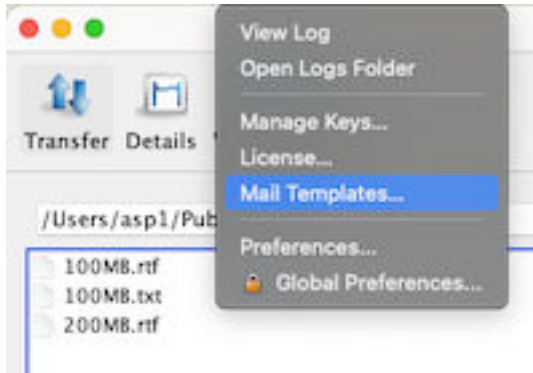 View Log
Open Logs Folder
Manage Keys...
License...
Mail Templates...
Preferences...
Global Preferences...
Transfer Details
/Users/asp1/Pub
100MB.rtf
100MB.txt
200MB.rtf